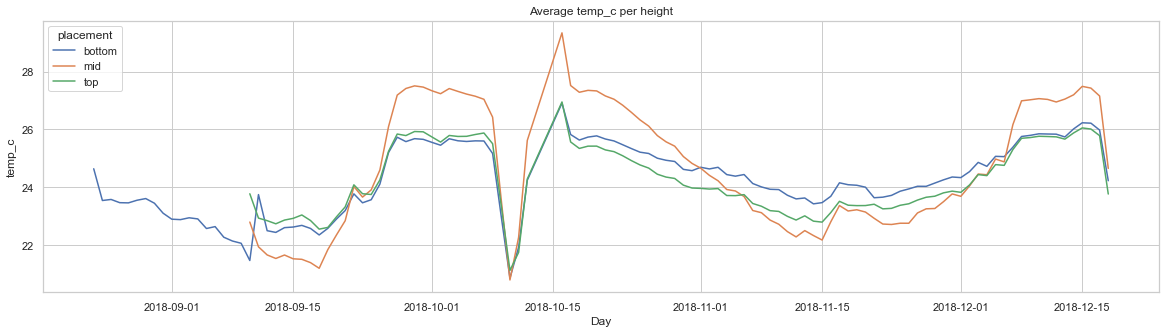 Average temp_c per height
placement
bottom
mid
top
28
26
24
22
temp_c
2018-09-01
2018-09-15
2018-10-01
2018-10-15
2018-11-01
2018-11-15
2018-12-01
2018-12-15
Day